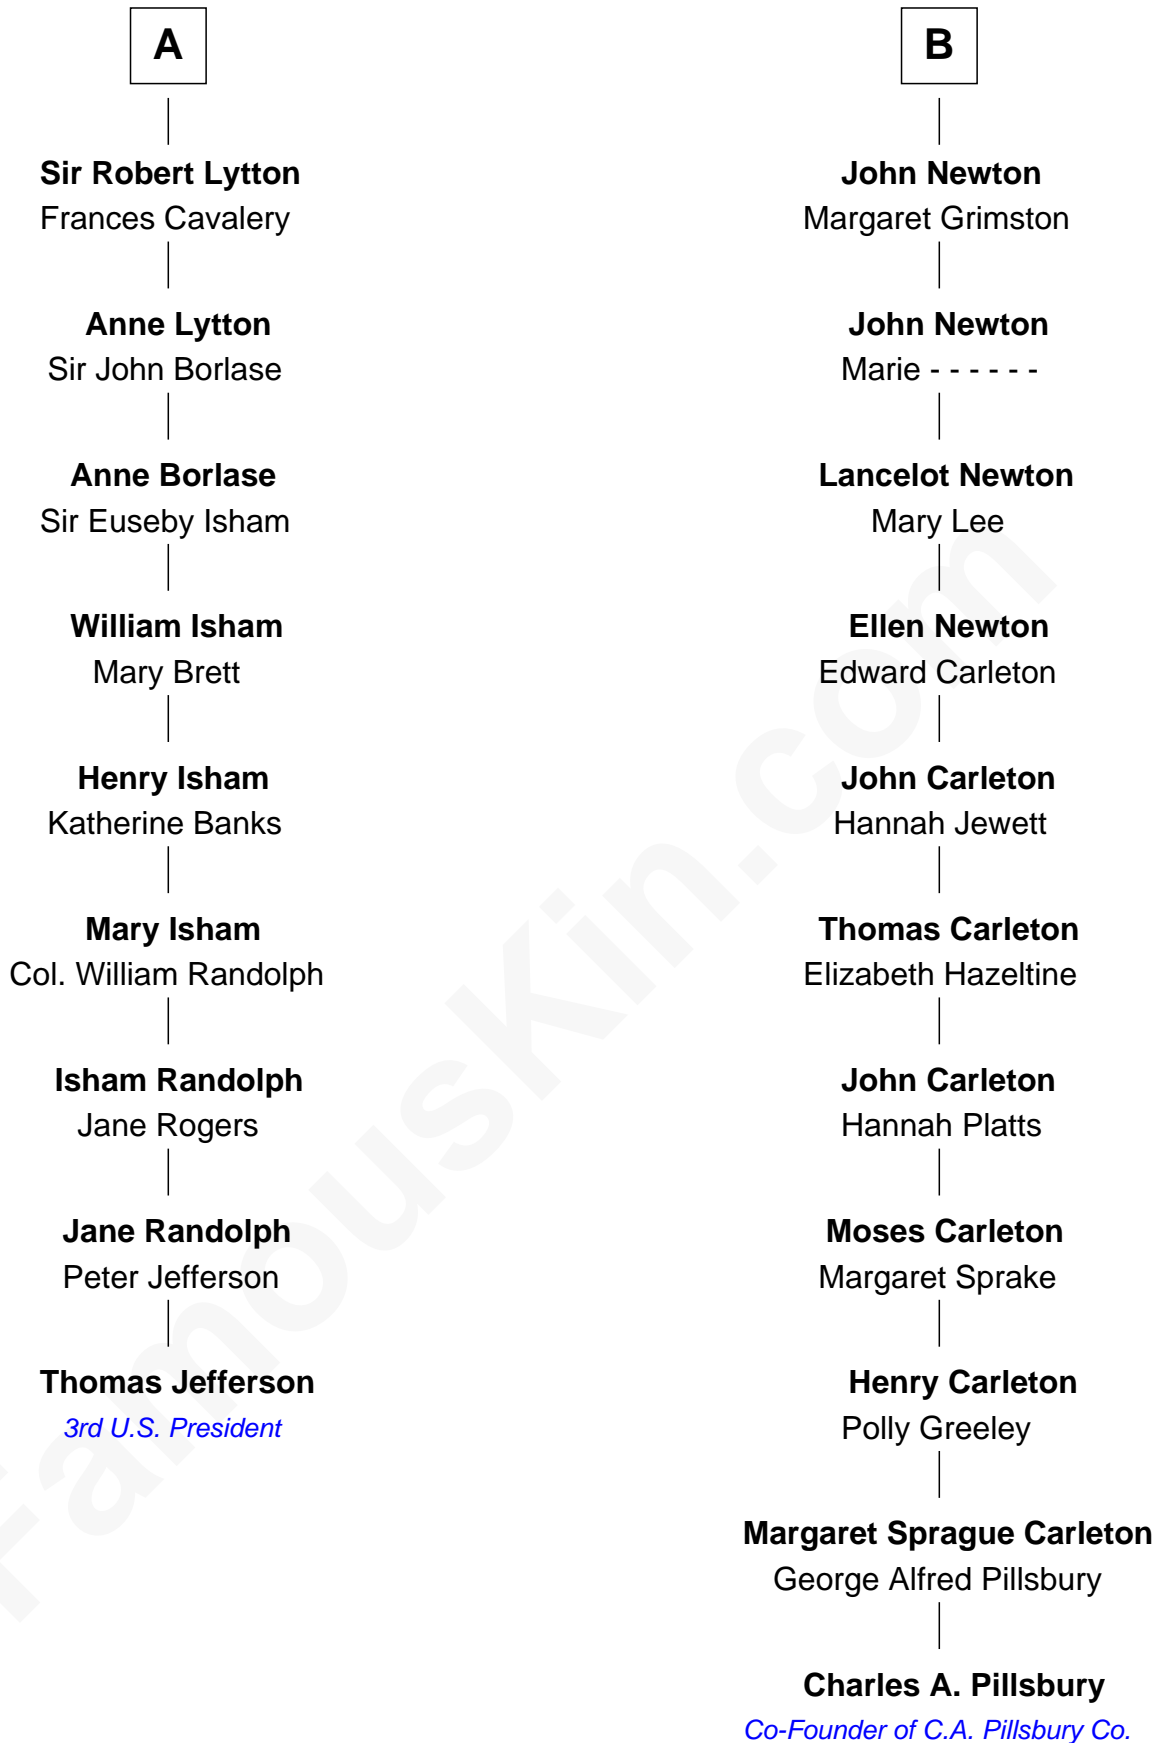 A
Sir Robert Lytton
Frances Cavalery
Anne Lytton
Sir John Borlase
Anne Borlase
Sir Euseby Isham
William Isham
Mary Brett
Henry Isham
Katherine Banks
Mary Isham
Col. William Randolph
Isham Randolph
Jane Rogers
Jane Randolph
Peter Jefferson
Thomas Jefferson
3rd U.S. President
B
John Newton
Margaret Grimston
John Newton
Marie - - - - - -
Lancelot Newton
Mary Lee
Ellen Newton
Edward Carleton
John Carleton
Hannah Jewett
Thomas Carleton
Elizabeth Hazeltine
John Carleton
Hannah Platts
Moses Carleton
Margaret Sprake
Henry Carleton
Polly Greeley
Margaret Sprague Carleton
George Alfred Pillsbury
Charles A. Pillsbury
Co-Founder of C.A. Pillsbury Co.
FamousKin.com